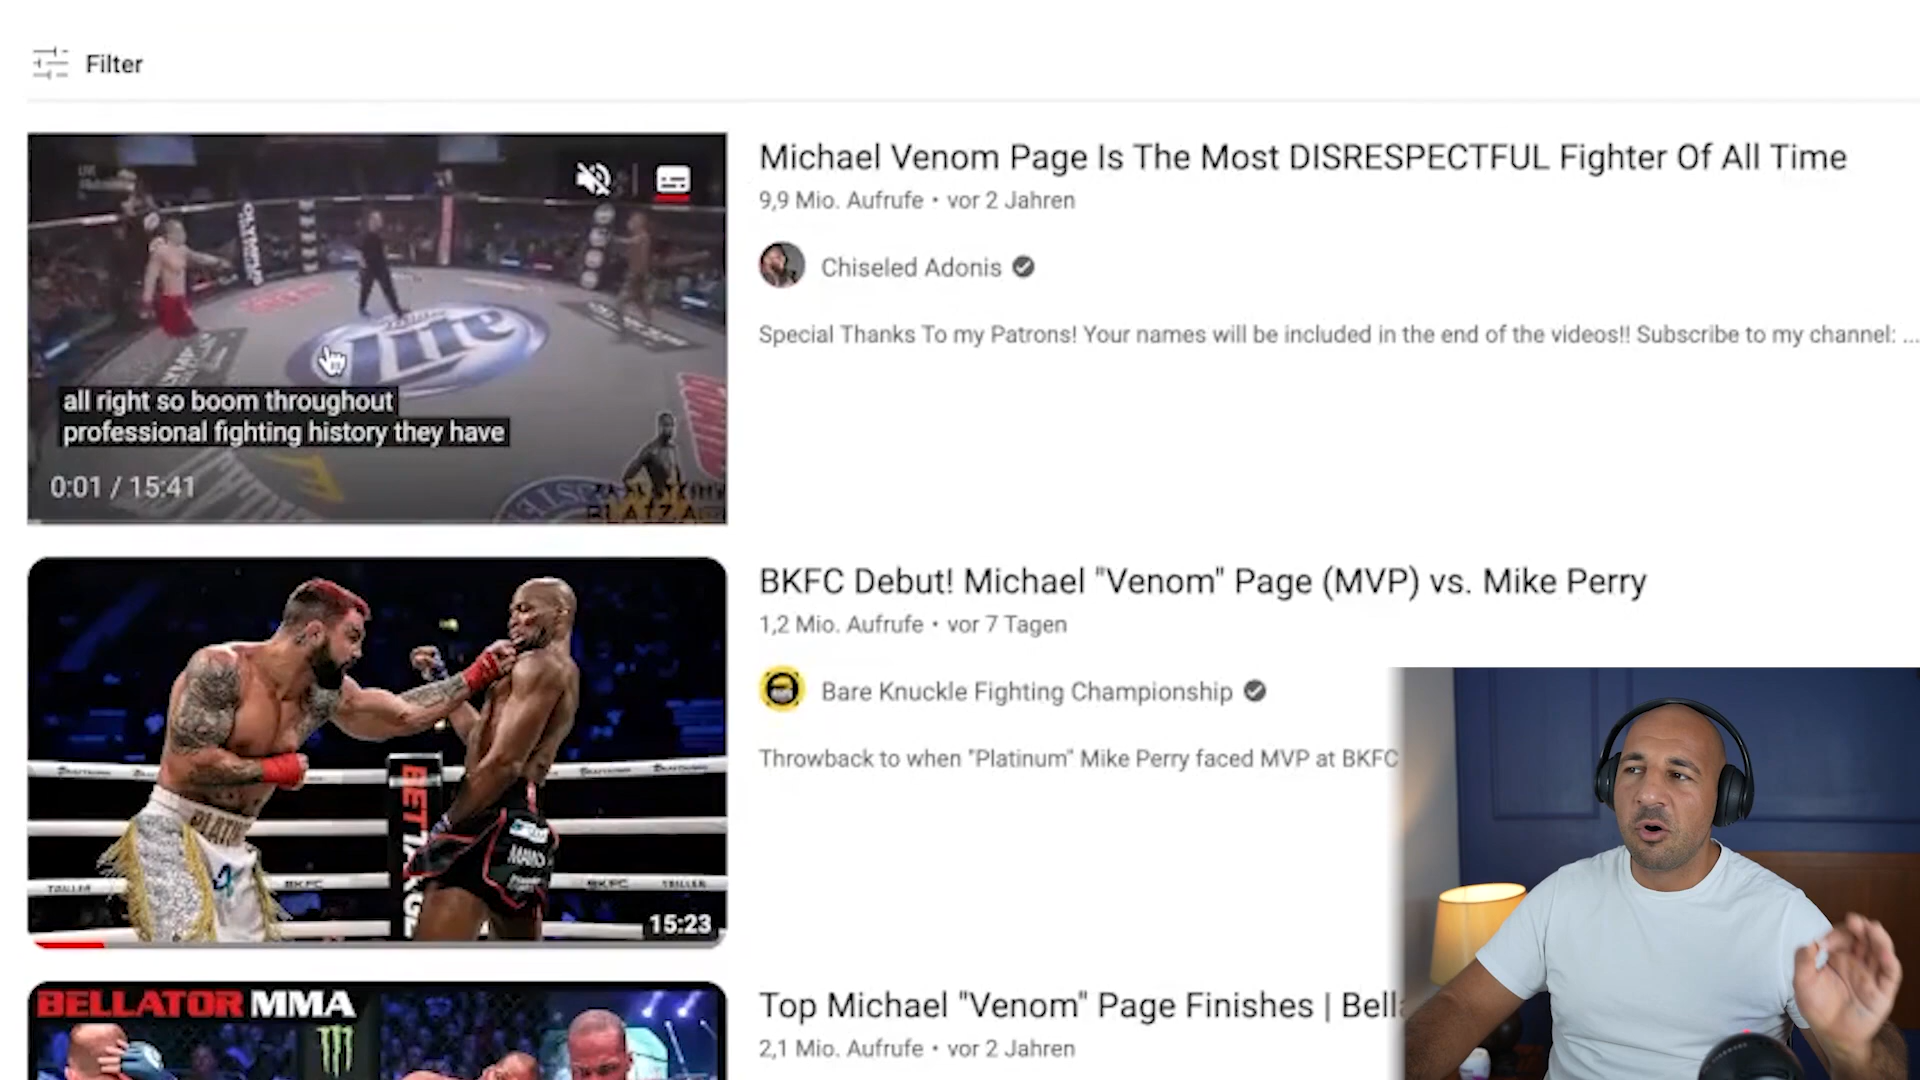 Filter
Michael Venom Page Is The Most DISRESPECTFUL Fighter Of All Time
9,9 Mio. Aufrufe • vor 2 Jahren
Chiseled Adonis
Special Thanks To my Patrons! Your names will be included in the end of the videos!! Subscribe to my channel: ...
Lite
all right so boom throughout
professional fighting history they have
0:01 / 15:41
BKFC Debut! Michael "Venom" Page (MVP) vs. Mike Perry
1,2 Mio. Aufrufe • vor 7 Tagen
Bare Knuckle Fighting Championship
Throwback to when "Platinum" Mike Perry faced MVP at BKFC
BKFC
BKFC
TRILLER
15:23
BELLATOR MMA
Top Michael "Venom" Page Finishes |
2,1 Mio. Aufrufe • vor 2 Jahren